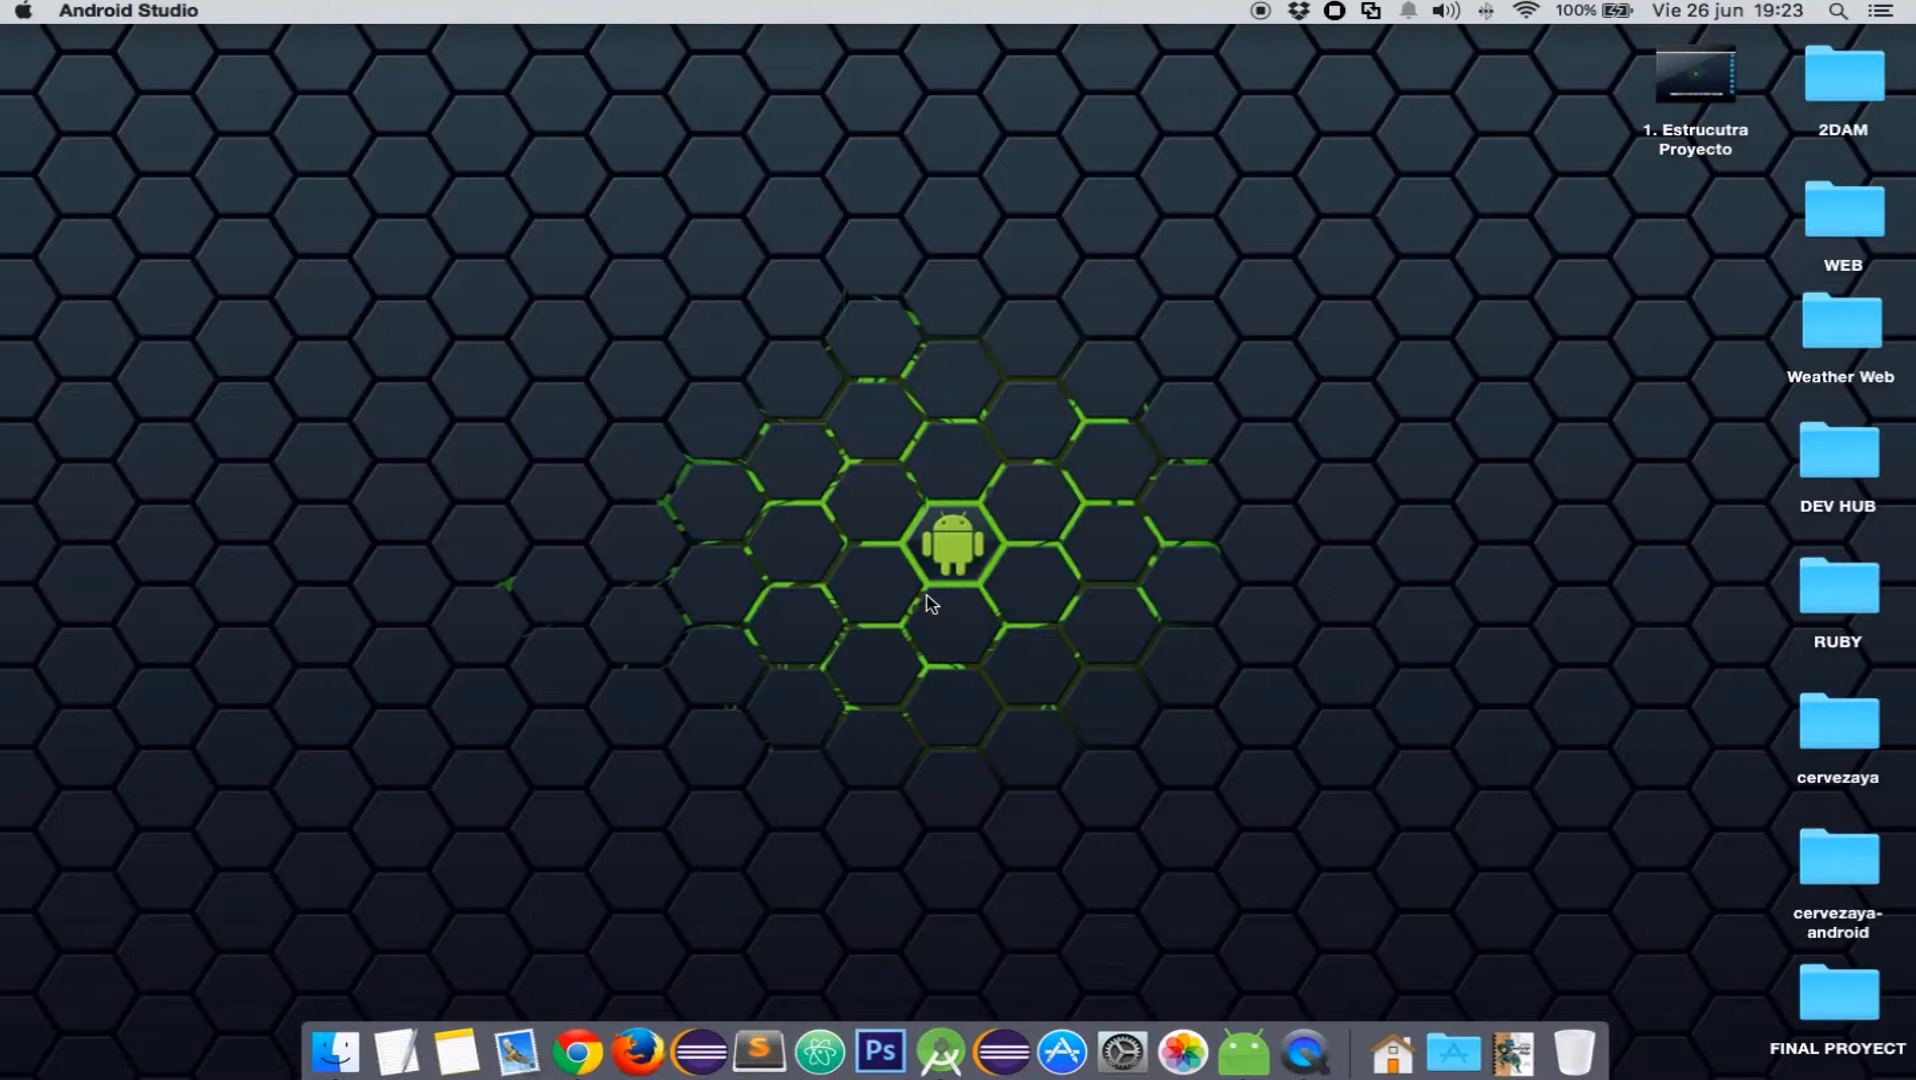 Android Studio
100%
Vie 26 jun 19:23
1. Estrucutra
Proyecto
2DAM
WEB
Weather Web
DEV HUB
RUBY
cervezaya
cervezaya-
android
FINAL PROYECT
S
Ps